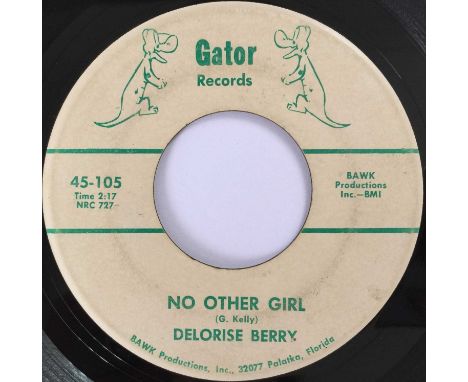 Gator
Records
45-105
Time 2:17
NRC 727
BAWK
Productions
Inc.—BMI
NO OTHER GIRL
(G. Kelly)
DELORISE BERRY
BAWK Productions, Inc., 32077 Palatka, Florida